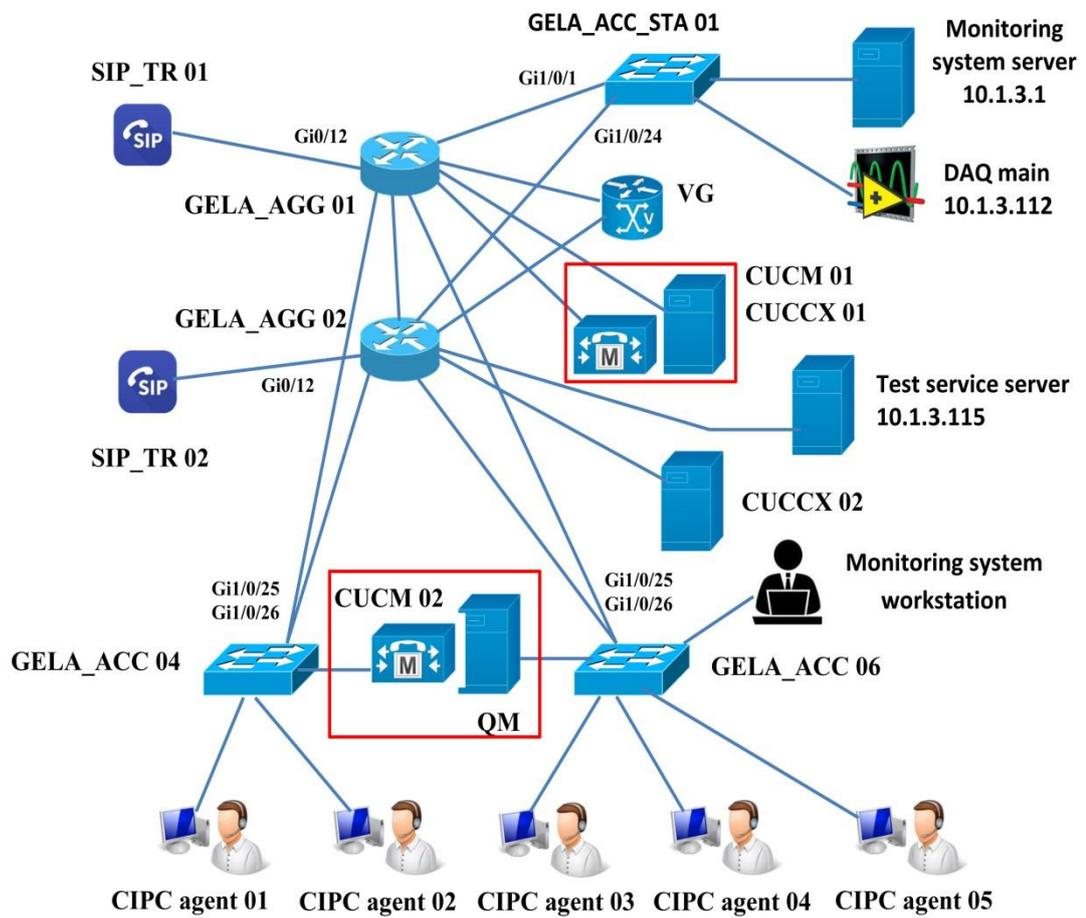 GELA_ACC_STA 01
Monitoring
system server
10.1.3.1
SIP_TR 01
Gi1/0/1
SIP
Gi0/12
Gi1/0/24
DAQ main
10.1.3.112
GELA_AGG 01
VG
V
CUCM 01
CUCCX 01
GELA_AGG 02
M
SIP
Gi0/12
Test service server
10.1.3.115
SIP_TR 02
CUCCX 02
Gi1/0/25
Gi1/0/26
CUCM 02
Gi1/0/25
Gi1/0/26
Monitoring system
workstation
GELA_ACC 04
M
GELA_ACC 06
QM
CIPC agent 01
CIPC agent 02
CIPC agent 03
CIPC agent 04
CIPC agent 05